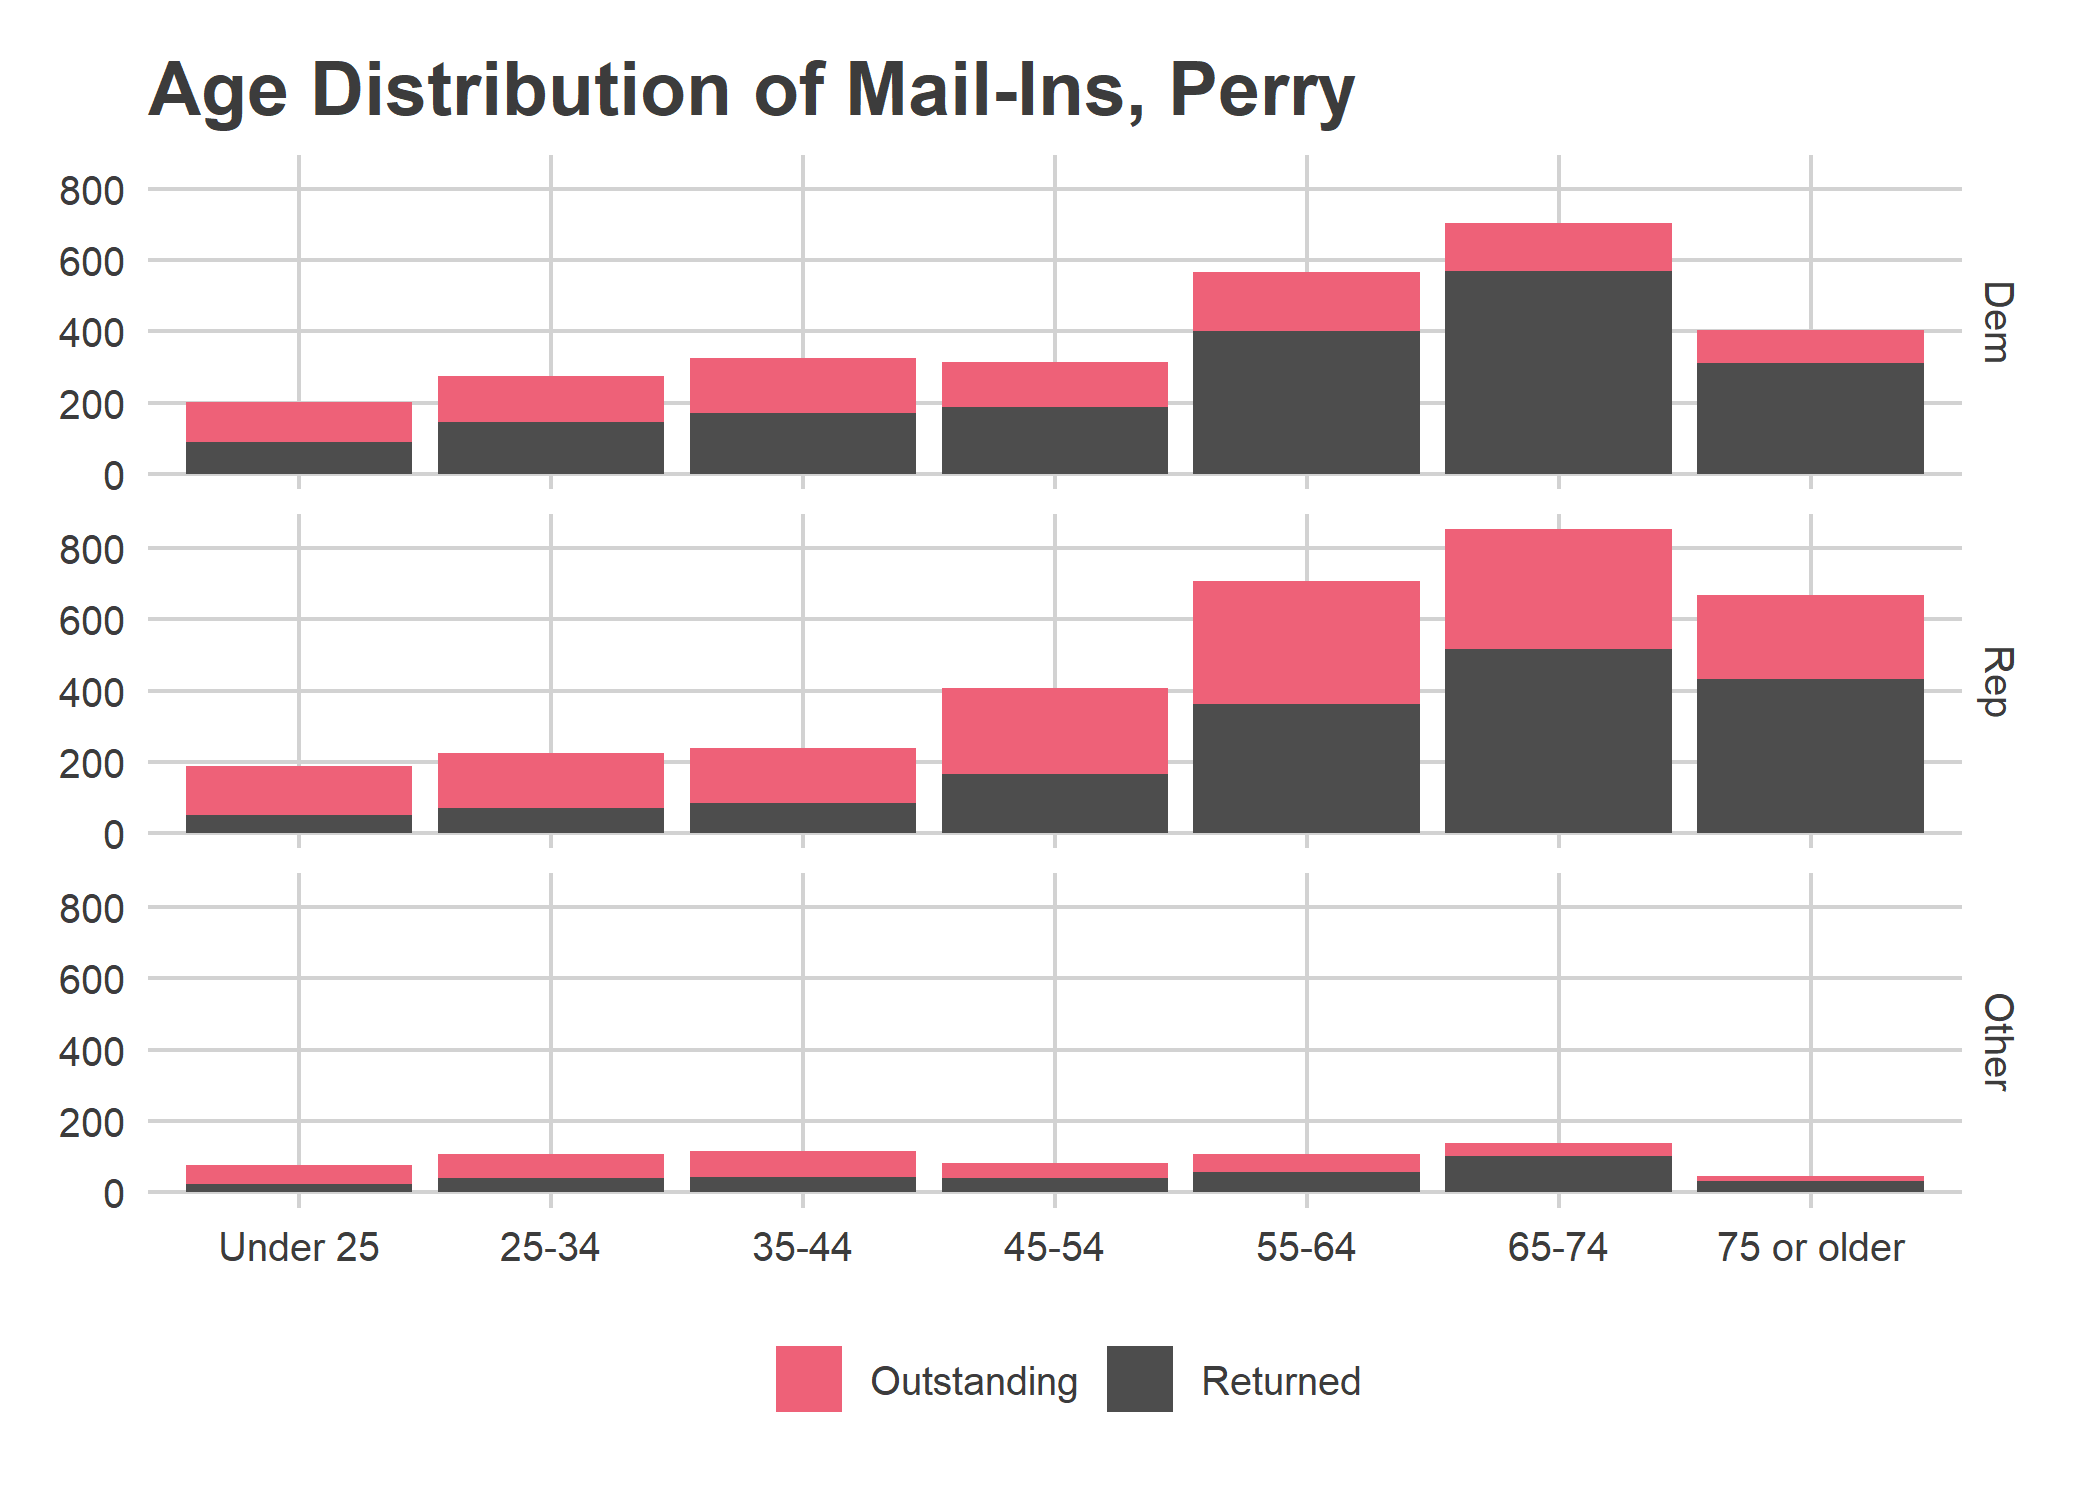 Age Distribution of Mail-Ins, Perry
800
600
400
200
0
Dem
800
600
400
200
0
Rep
800
600
400
200
0
Other
Under 25 25-34 35-44 45-54 55-64 65-74 75 or older
Outstanding Returned